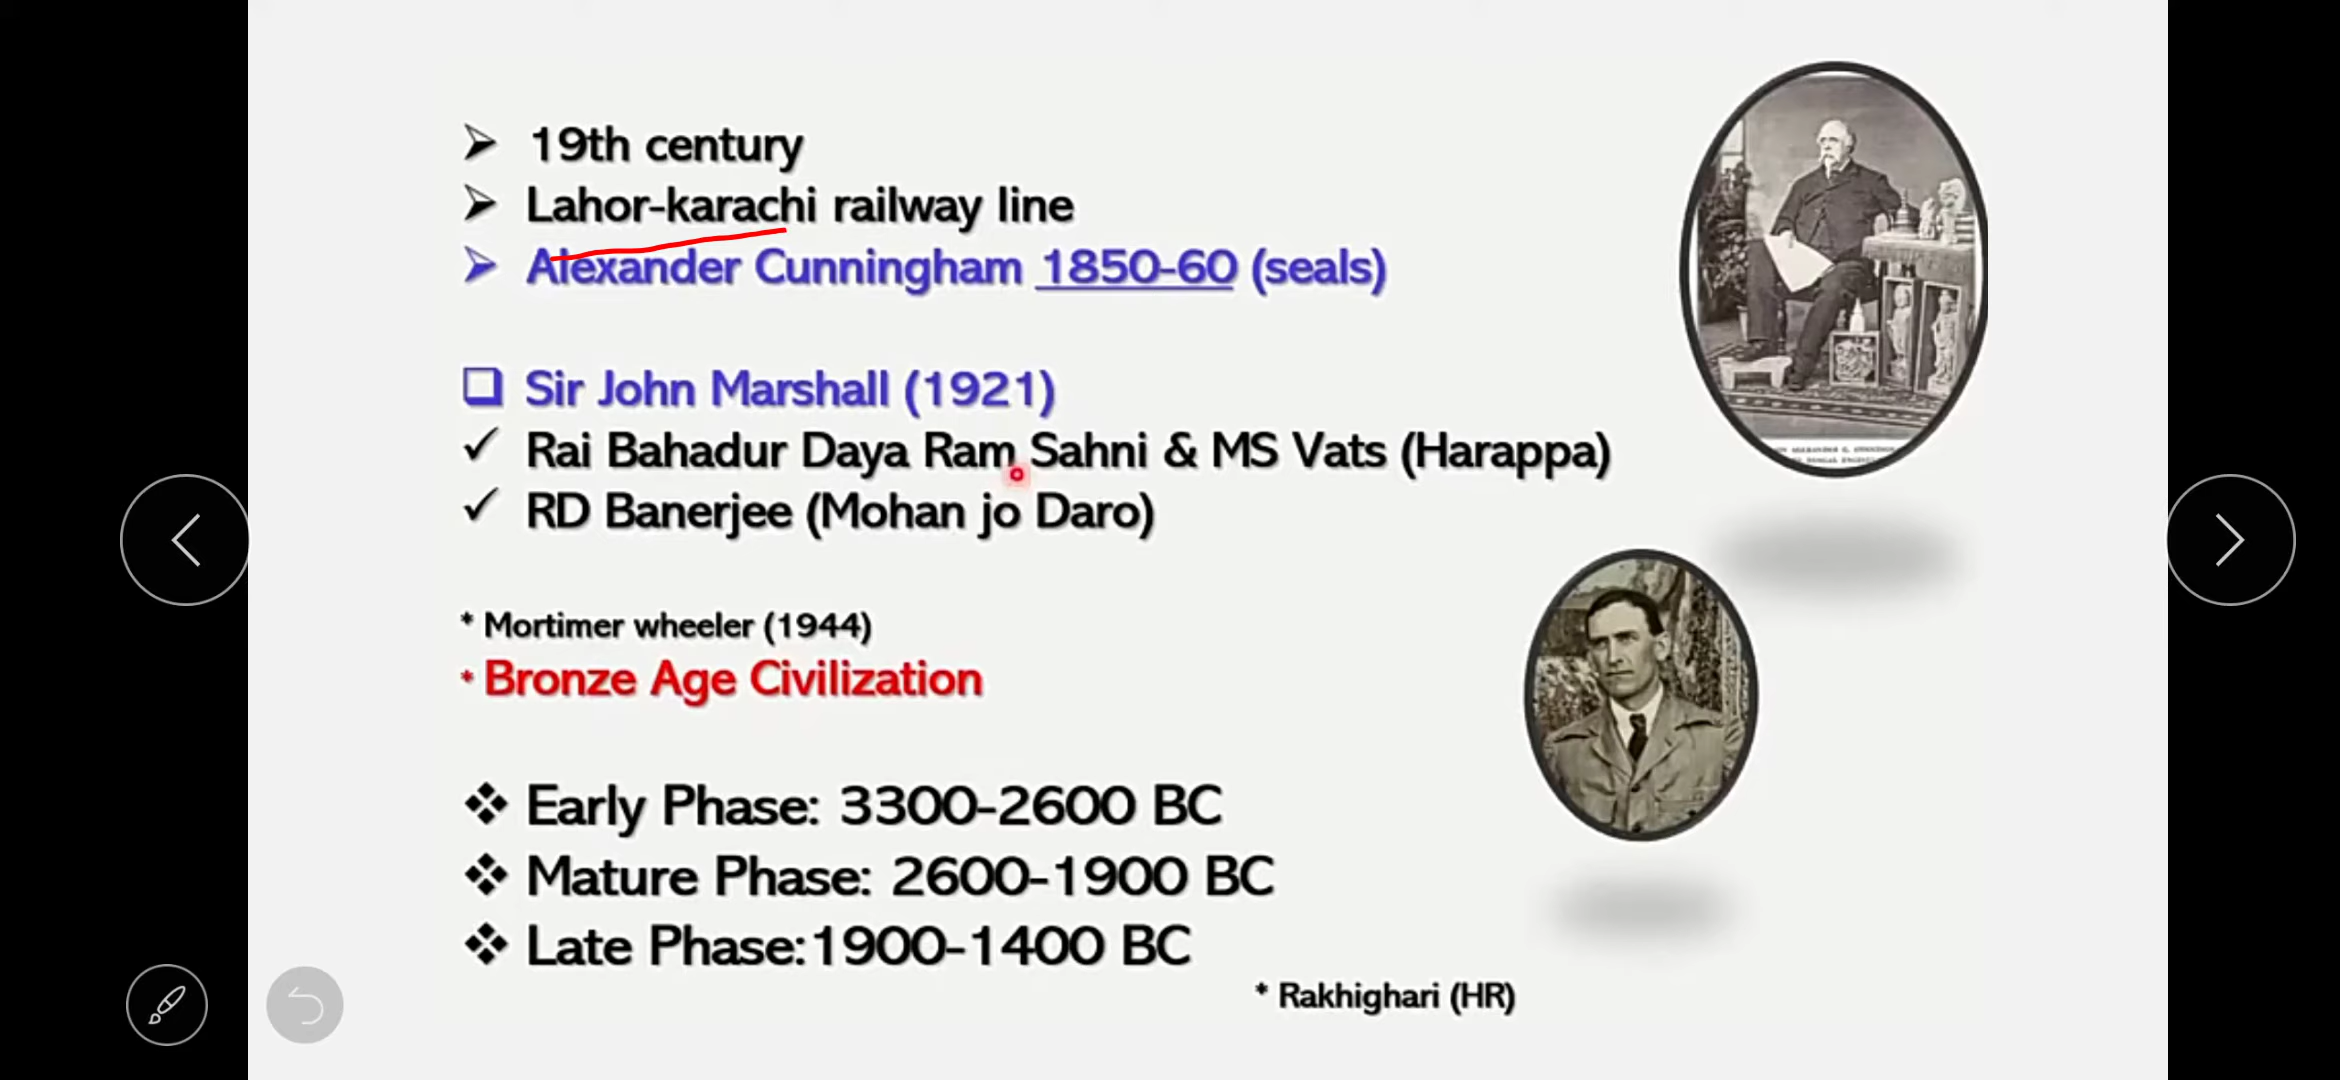 19th century
Lahor-karachi railway line
Alexander Cunningham 1850-60 (seals)
Sir John Marshall (1921)
Rai Bahadur Daya Ram Sahni & MS Vats (Harappa)
RD Banerjee (Mohan jo Daro)
* Mortimer wheeler (1944)
* Bronze Age Civilization
Early Phase: 3300-2600 BC
Mature Phase: 2600-1900 BC
Late Phase:1900-1400 BC
* Rakhighari (HR)